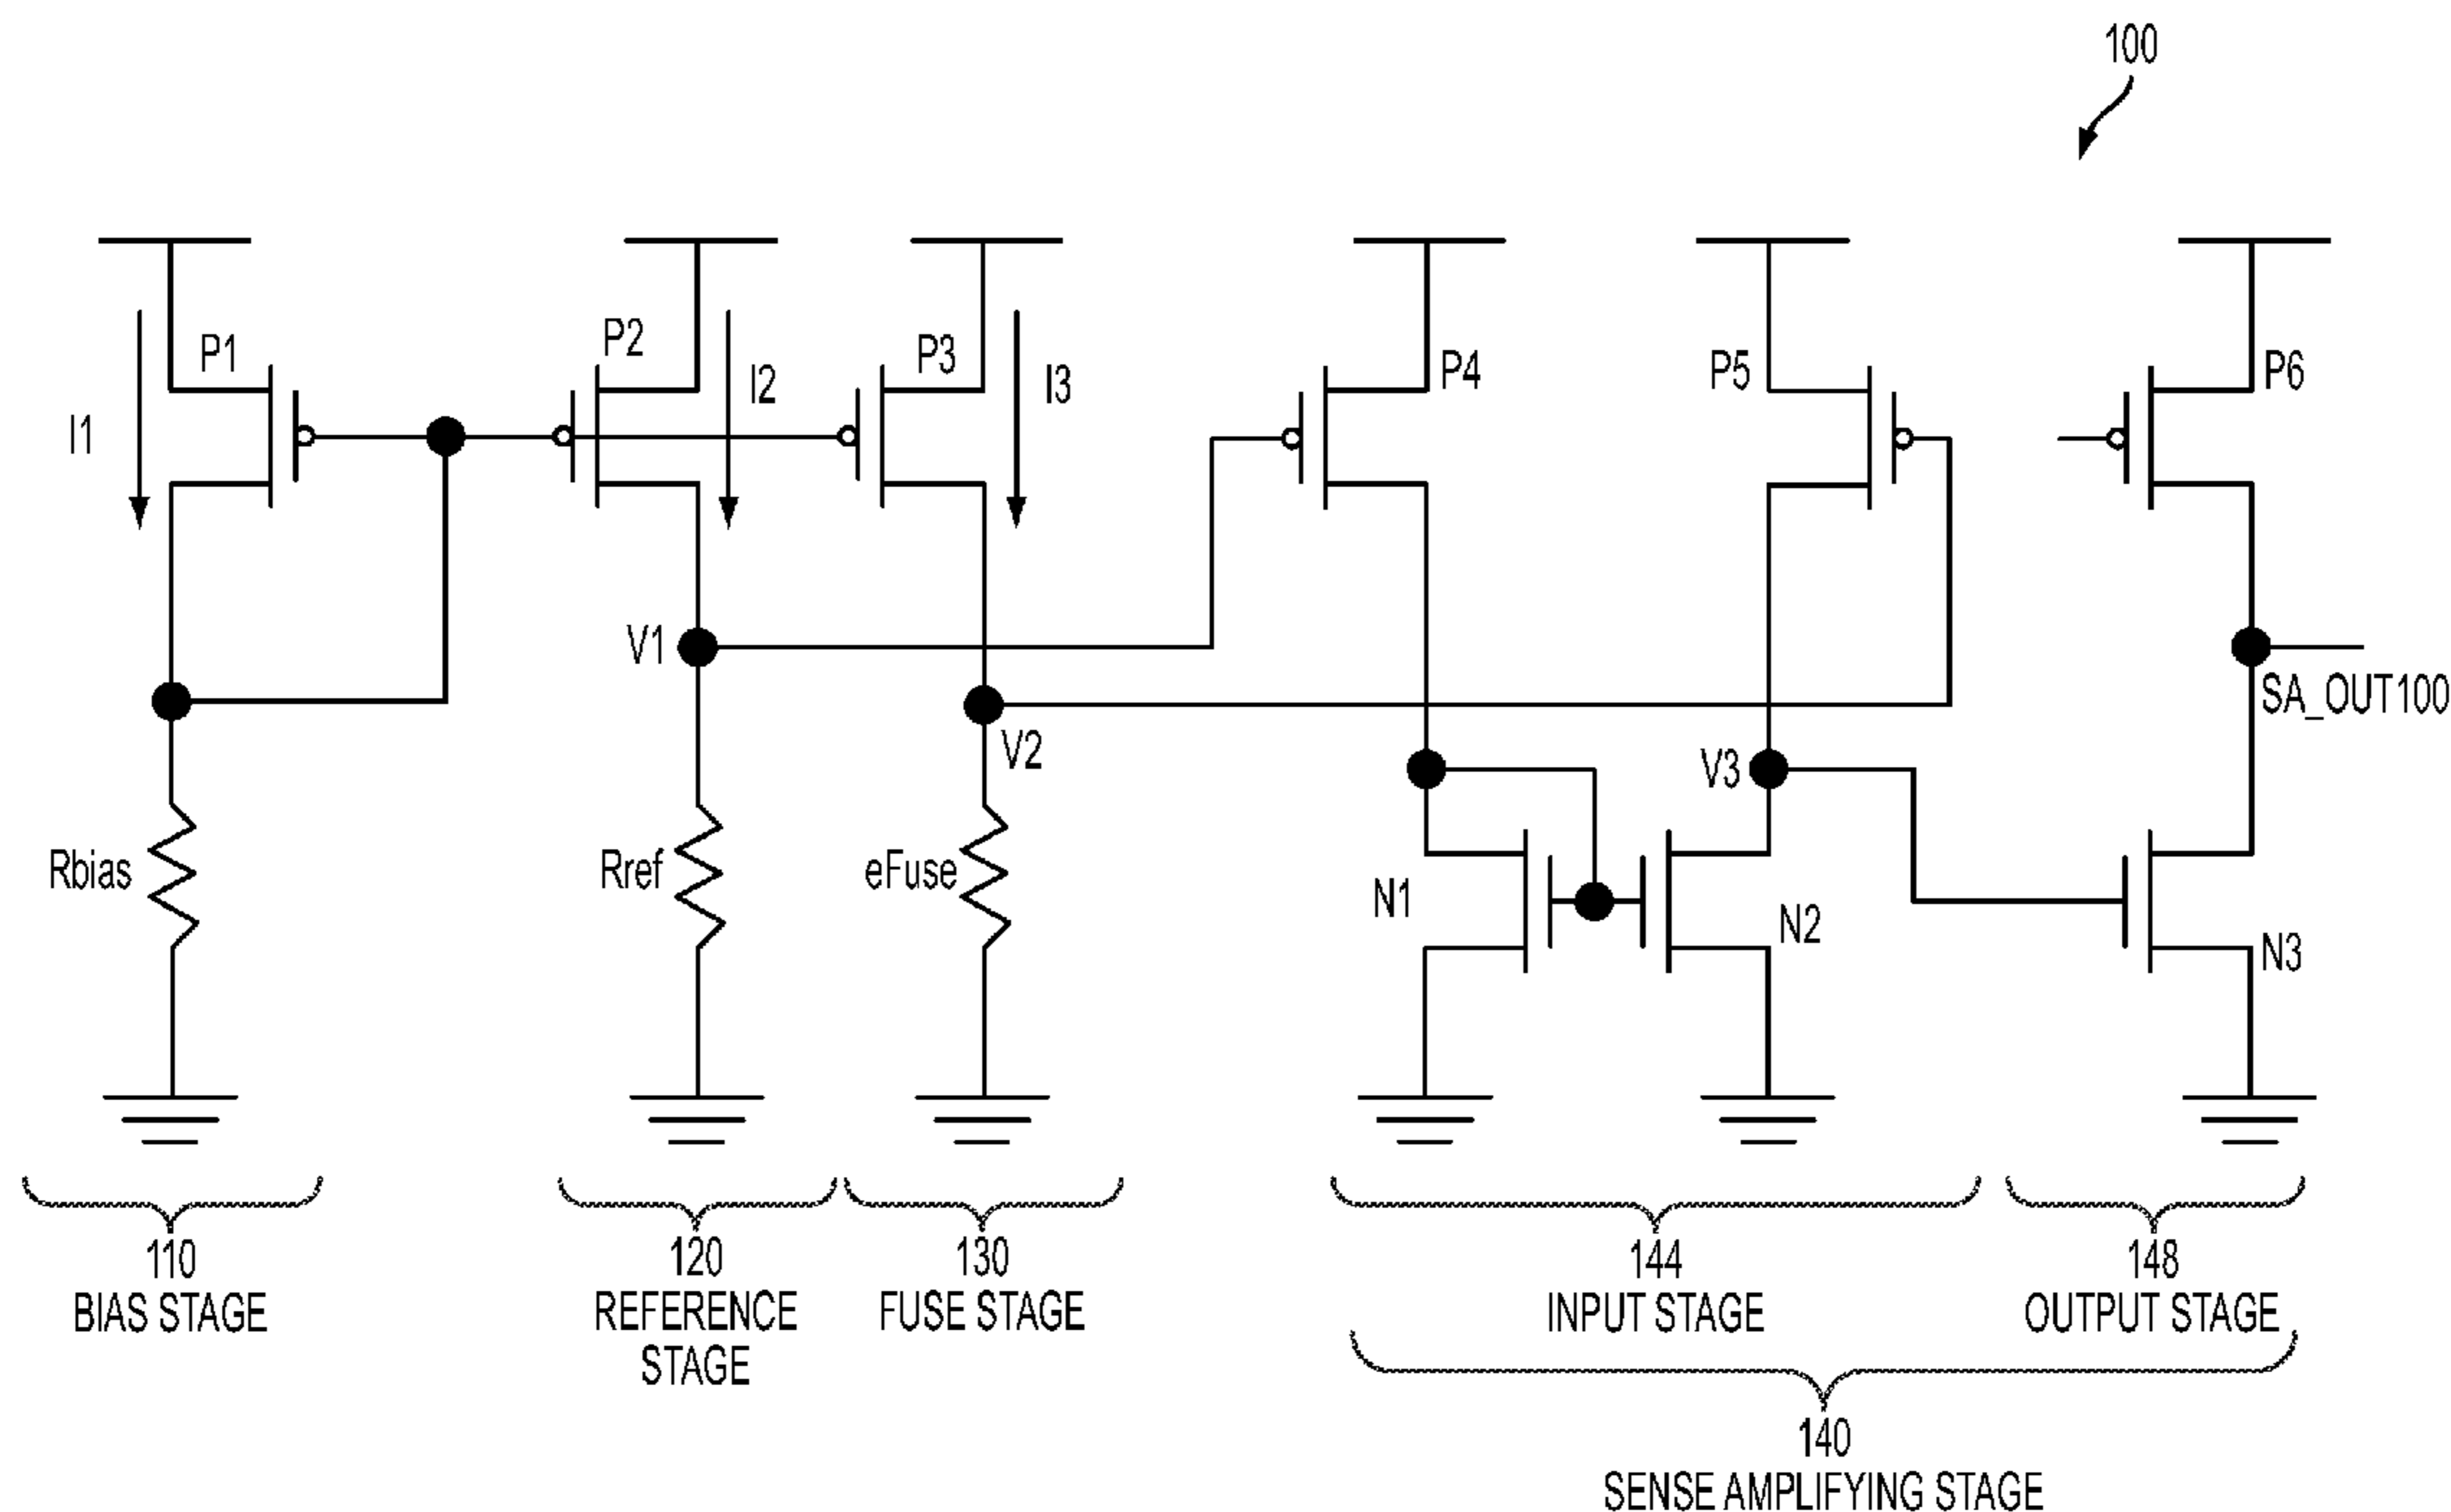 100
P1
P2
P3
P4
P5
P6
I1
I2
I3
V1
V2
V3
SA_OUT100
Rbias
Rref
eFuse
N1
N2
N3
110
BIAS STAGE
120
REFERENCE
STAGE
130
FUSE STAGE
144
INPUT STAGE
148
OUTPUT STAGE
140
SENSE AMPLIFYING STAGE